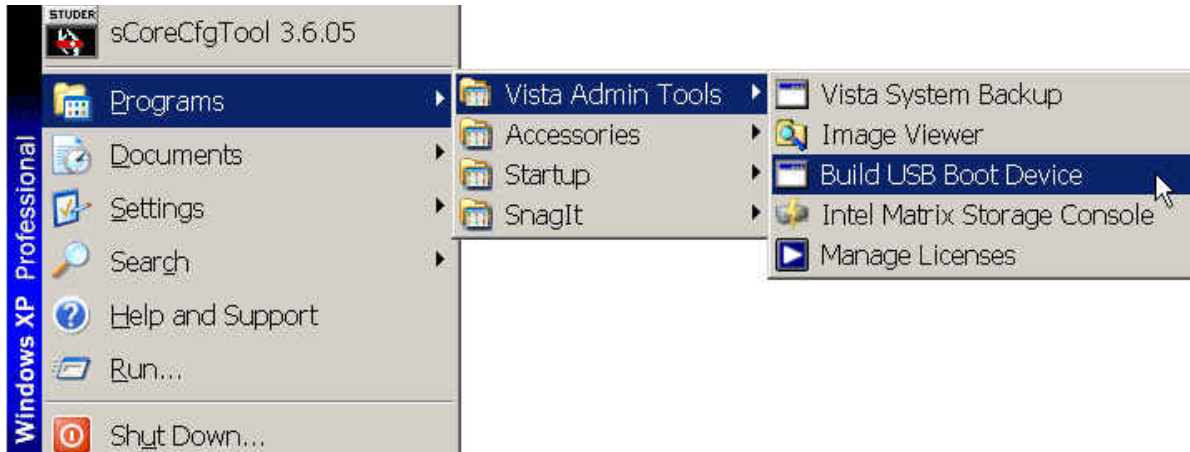 STUDER
sCoreCfgTool 3.6.05
Programs
Documents
Settings
Search
Help and Support
Run...
Shut Down...
Windows XP Professional
Vista Admin Tools
Accessories
Startup
SnagIt
Vista System Backup
Image Viewer
Build USB Boot Device
Intel Matrix Storage Console
Manage Licenses